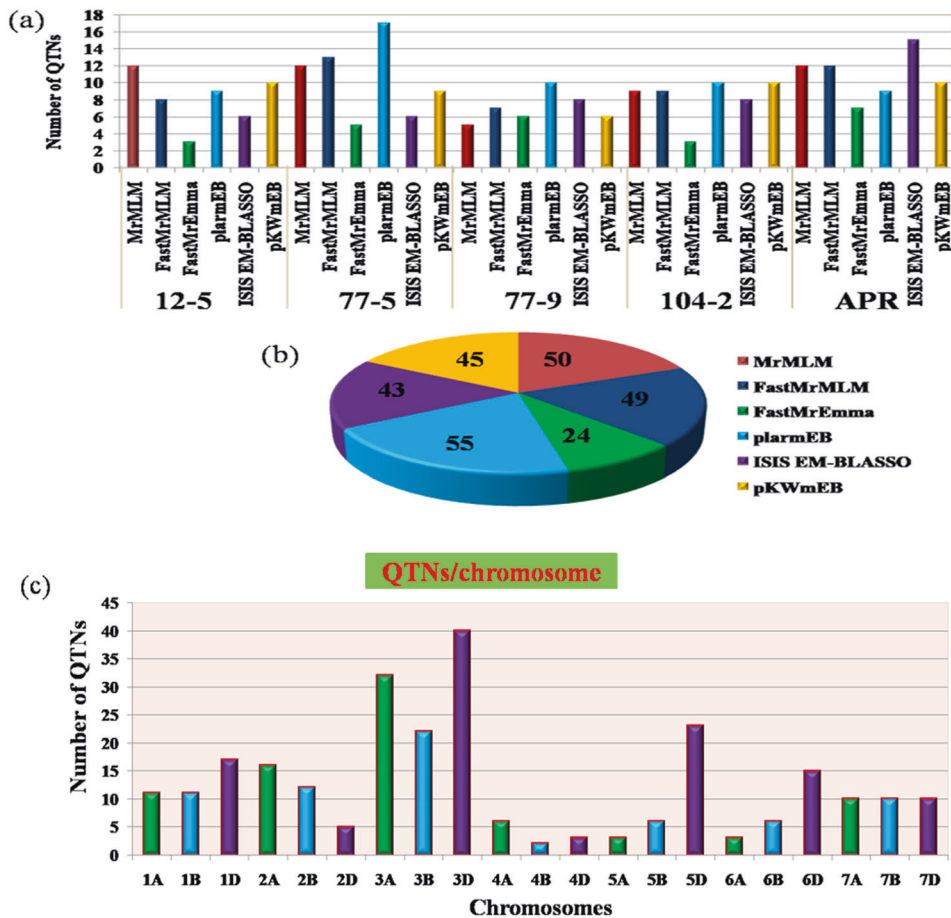 (a)
Number of QTNs
18
16
14
12
10
8
6
4
2
0
MrMLM
FastMrMLM
FastMrEmma
plarmEB
ISIS EM-BLASSO
pKWmEB
MrMLM
FastMrMLM
FastMrEmma
plarmEB
ISIS EM-BLASSO
pKWmEB
MrMLM
FastMrMLM
FastMrEmma
plarmEB
ISIS EM-BLASSO
pKWmEB
MrMLM
FastMrMLM
FastMrEmma
plarmEB
ISIS EM-BLASSO
pKWmEB
MrMLM
FastMrMLM
FastMrEmma
plarmEB
ISIS EM-BLASSO
pKWmEB
12-5 77-5 77-9 104-2 APR
(b)
45
50
43
49
55
24
MrMLM
FastMrMLM
FastMrEmma
plarmEB
ISIS EM-BLASSO
pKWmEB
QTNs/chromosome
(c)
Number of QTNs
45
40
35
30
25
20
15
10
5
0
1A 1B 1D 2A 2B 2D 3A 3B 3D 4A 4B 4D 5A 5B 5D 6A 6B 6D 7A 7B 7D
Chromosomes